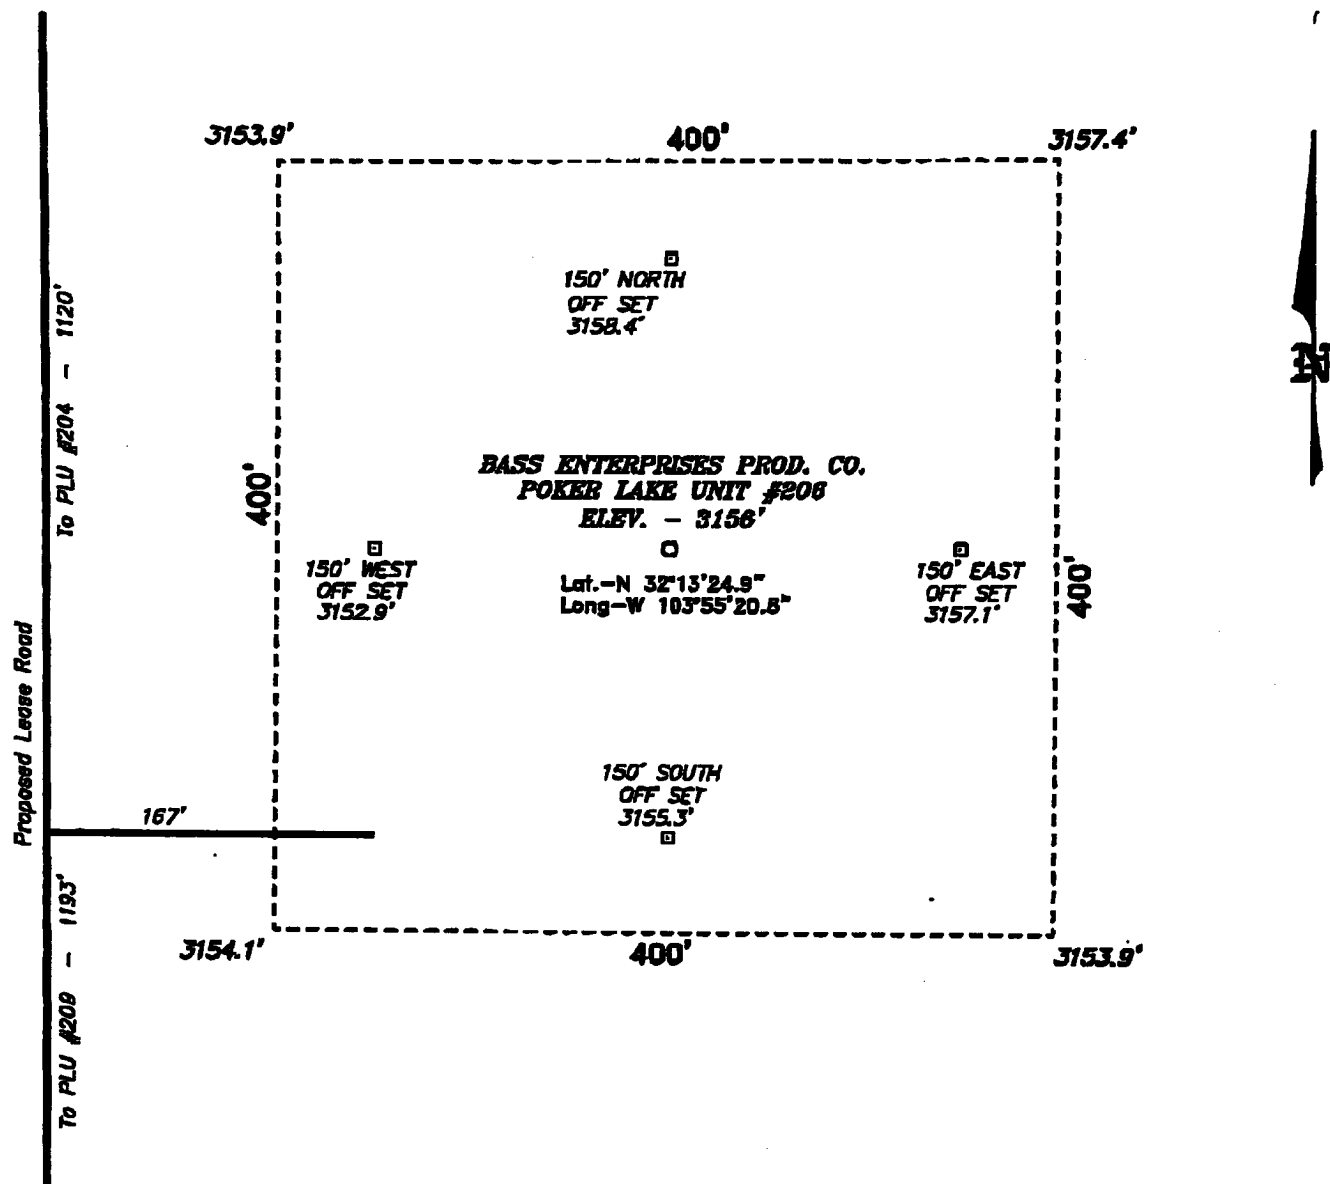 3153.9'
400'
3157.4'
150' NORTH
OFF SET
3158.4'
To PLU #204 - 1120'
N
400'
BASS ENTERPRISES PROD. CO.
POKER LAKE UNIT #206
ELEV. - 3156'
150' WEST
OFF SET
3152.9'
Lat.-N 32°13'24.9"
Long-W 103°55'20.8"
150' EAST
OFF SET
3157.1'
400'
Proposed Lease Road
150' SOUTH
OFF SET
3155.3'
167'
To PLU #209 - 1193'
3154.1'
400'
3153.9'